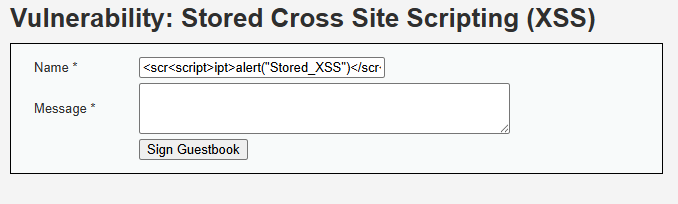 Vulnerability: Stored Cross Site Scripting (XSS)
Name * <scr<script>ipt>alert("Stored_XSS")</scr
Message *
Sign Guestbook